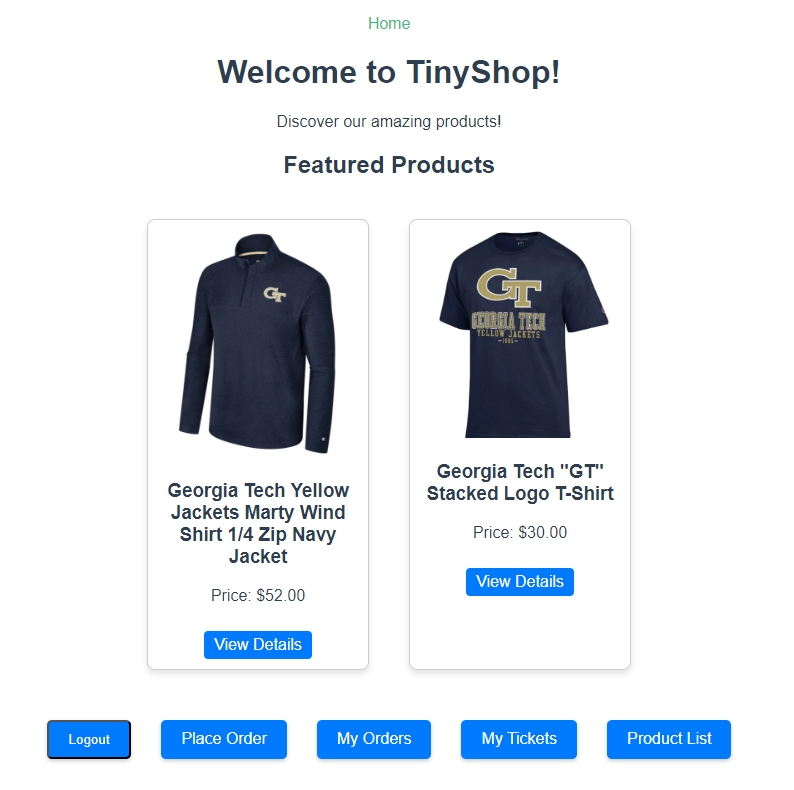 Home
Welcome to TinyShop!
Discover our amazing products!
Featured Products
GT
Georgia Tech Yellow
Jackets Marty Wind
Shirt 1/4 Zip Navy
Jacket
Price: $52.00
View Details
GT
GEORGIA TECH
YELLOW JACKETS
-1885-
Georgia Tech "GT"
Stacked Logo T-Shirt
Price: $30.00
View Details
Logout
Place Order
My Orders
My Tickets
Product List